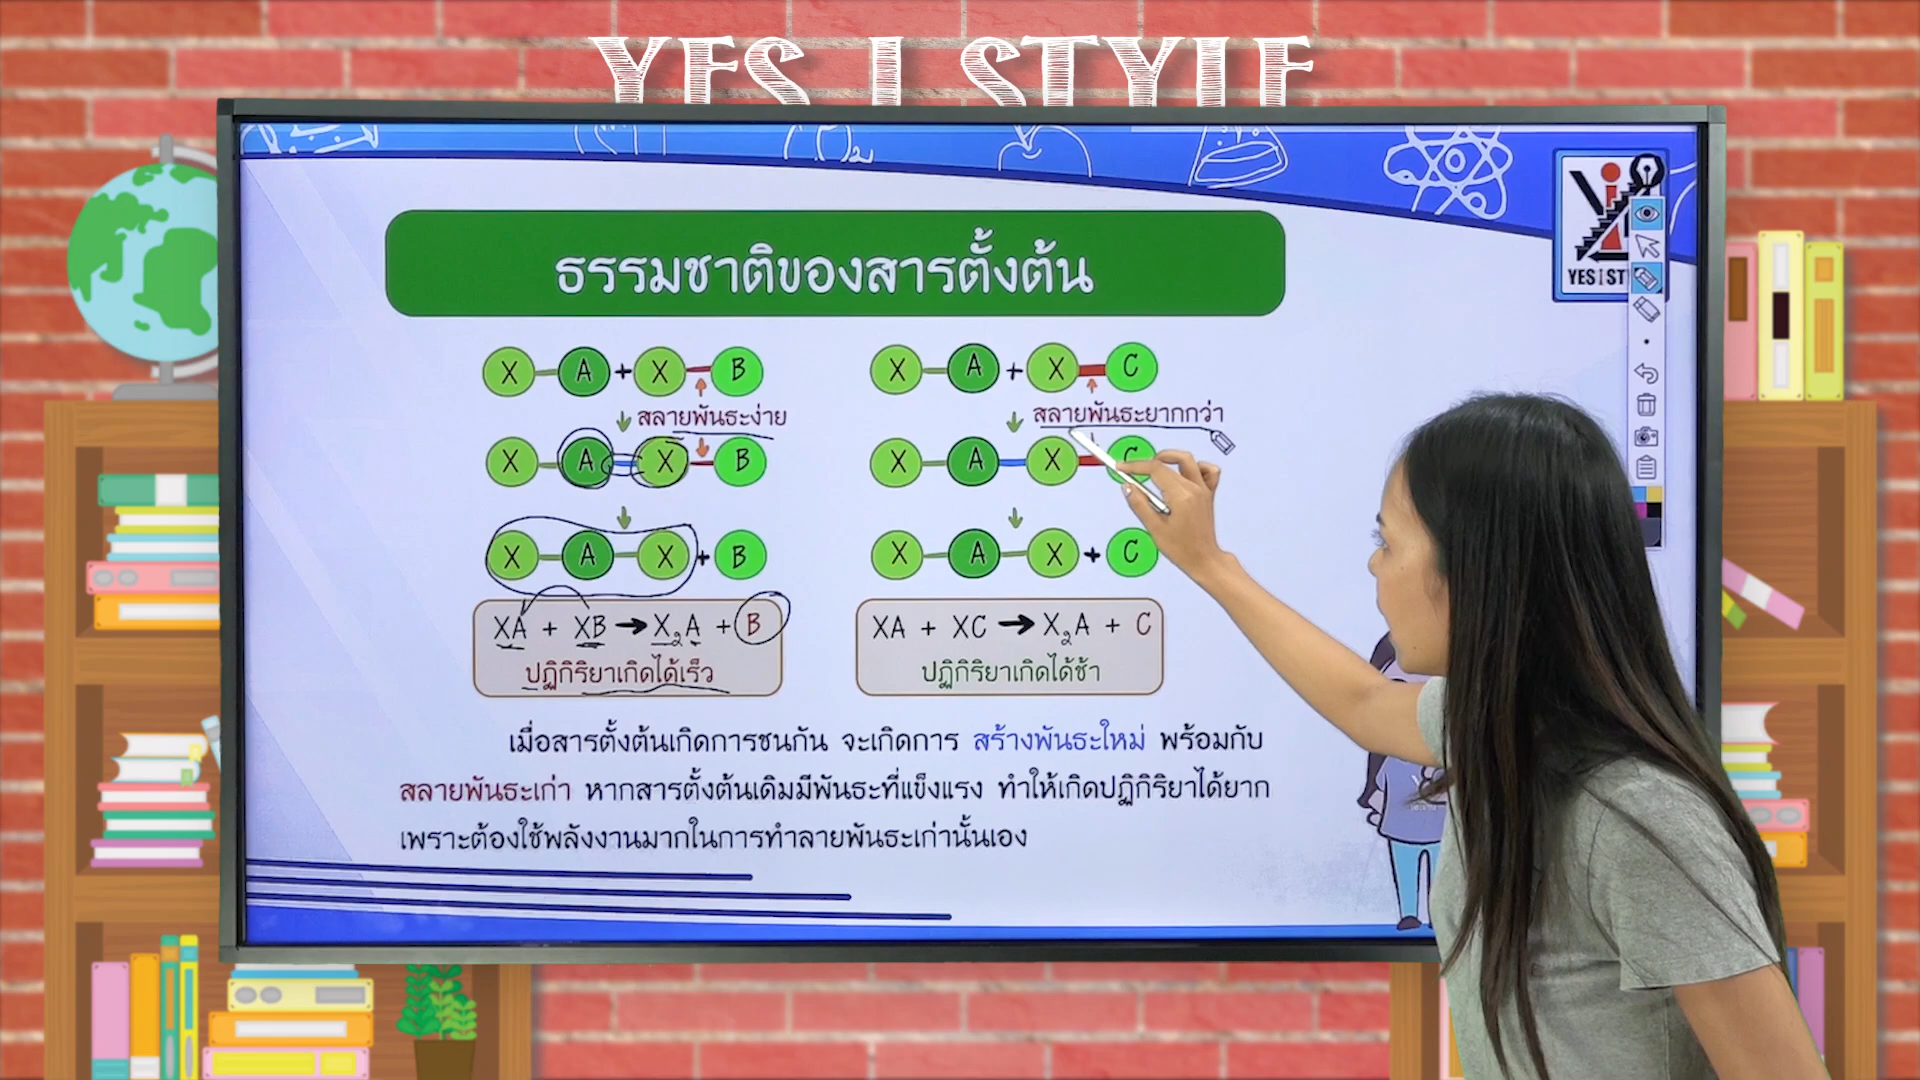 YES I STYLE
YES I ST
ธรรมชาติของสารตั้งต้น
X A + X B
X A + X C
สลายพันธะง่าย
สลายพันธะยากกว่า
X A X B
X A X C
X A X + B
X A X + C
XA + XB → X₂A + B
ปฏิกิริยาเกิดได้เร็ว
XA + XC → X₂A + C
ปฏิกิริยาเกิดได้ช้า
เมื่อสารตั้งต้นเกิดการชนกัน จะเกิดการ สร้างพันธะใหม่ พร้อมกับ
สลายพันธะเก่า หากสารตั้งต้นเดิมมีพันธะที่แข็งแรง ทำให้เกิดปฏิกิริยาได้ยาก
เพราะต้องใช้พลังงานมากในการทำลายพันธะเก่านั้นเอง